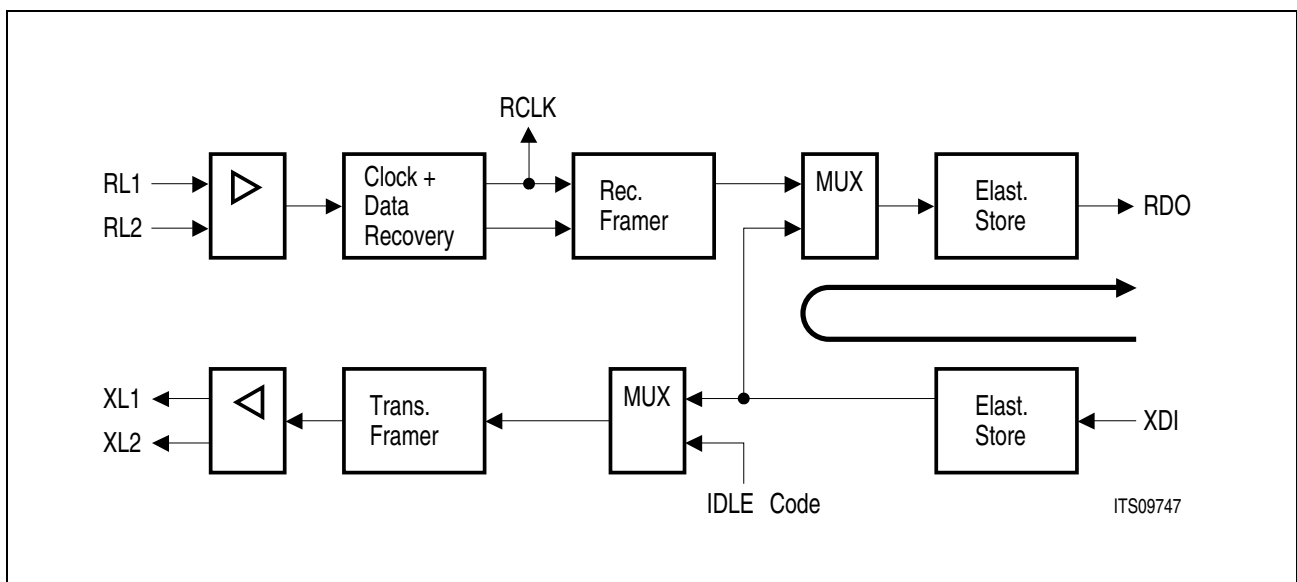 RCLK
RL1
RL2
Clock +
Data
Recovery
Rec.
Framer
MUX
Elast.
Store
RDO
XL1
XL2
Trans.
Framer
MUX
Elast.
Store
XDI
IDLE Code
ITS09747